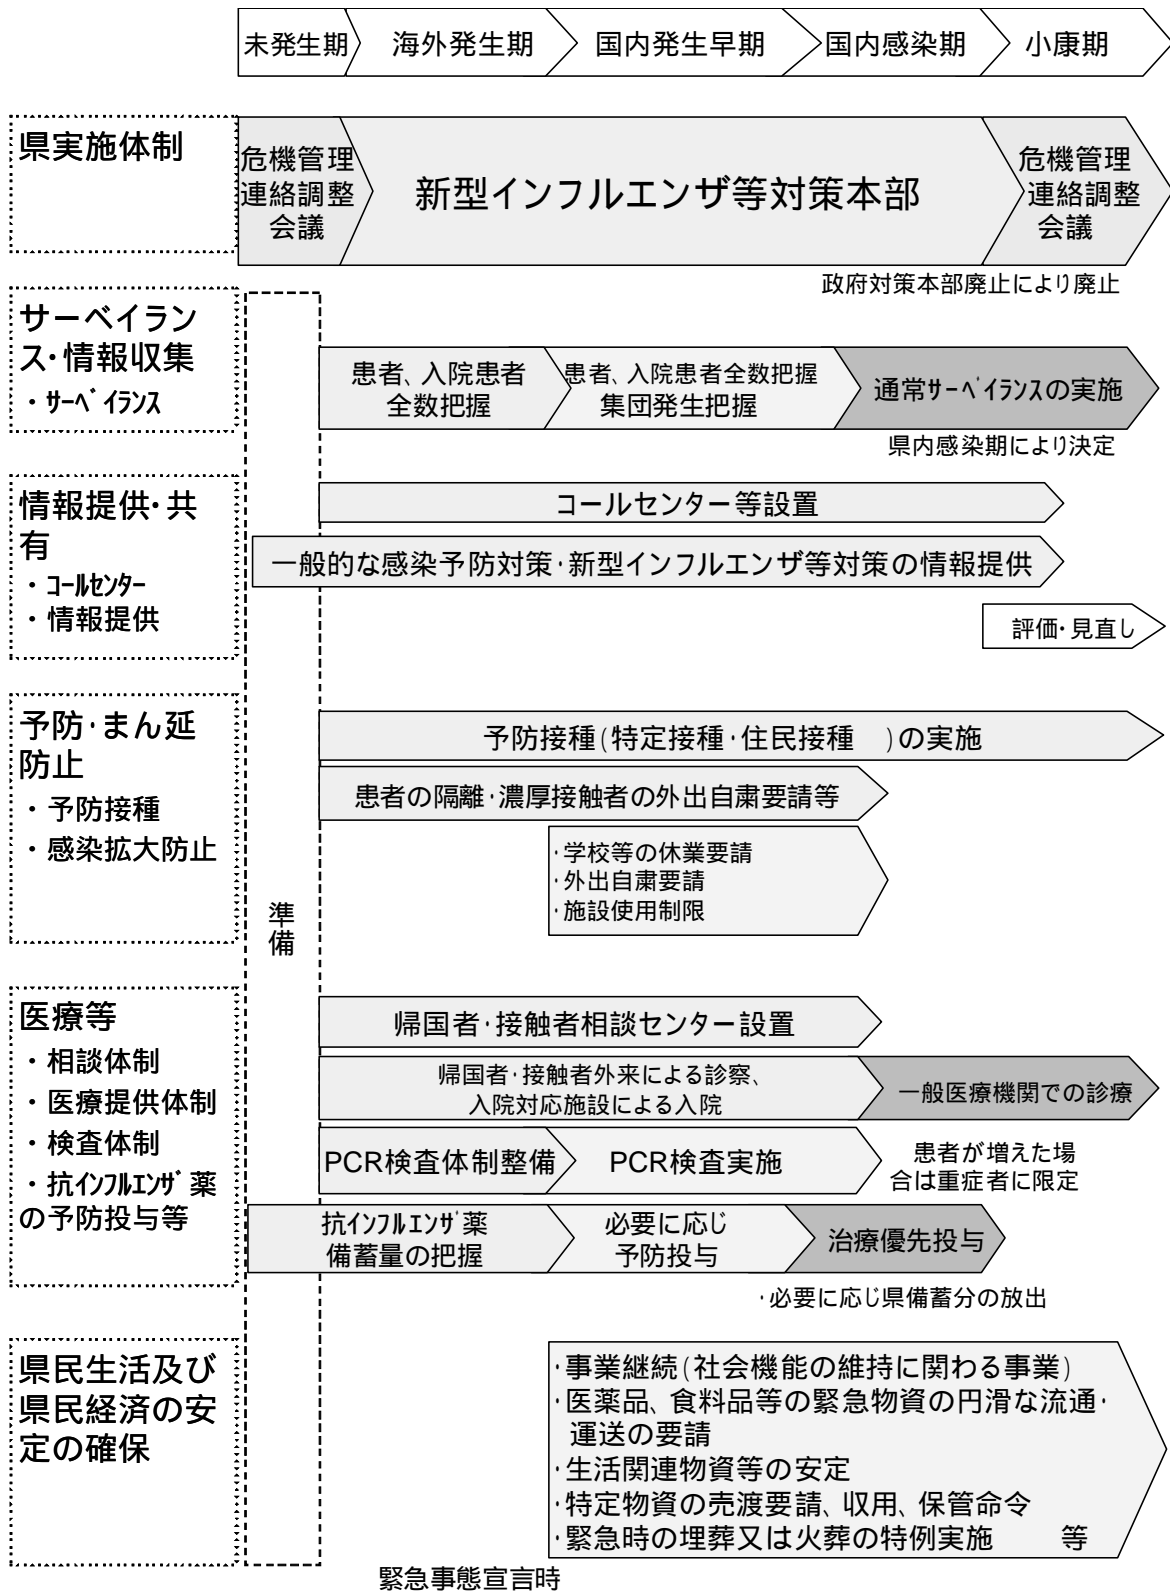 未発生期
海外発生期
国内発生早期
国内感染期
小康期
県実施体制
危機管理
連絡調整
会議
新型インフルエンザ等対策本部
危機管理
連絡調整
会議
政府対策本部廃止により廃止
サーベイラン
ス・情報収集
・サーベイランス
患者、入院患者
全数把握
患者、入院患者全数把握
集団発生把握
通常サーベイランスの実施
県内感染期により決定
情報提供・共
有
・コールセンター
・情報提供
コールセンター等設置
一般的な感染予防対策・新型インフルエンザ等対策の情報提供
評価・見直し
予防・まん延
防止
・予防接種
・感染拡大防止
予防接種(特定接種・住民接種 )の実施
患者の隔離・濃厚接触者の外出自粛要請等
・学校等の休業要請
・外出自粛要請
・施設使用制限
準備
医療等
・相談体制
・医療提供体制
・検査体制
・抗インフルエンザ薬
の予防投与等
帰国者・接触者相談センター設置
帰国者・接触者外来による診察、
入院対応施設による入院
一般医療機関での診療
PCR検査体制整備
PCR検査実施
患者が増えた場
合は重症者に限定
抗インフルエンザ薬
備蓄量の把握
必要に応じ
予防投与
治療優先投与
・必要に応じ県備蓄分の放出
県民生活及び
県民経済の安
定の確保
・事業継続(社会機能の維持に関わる事業)
・医薬品、食料品等の緊急物資の円滑な流通・
運送の要請
・生活関連物資等の安定
・特定物資の売渡要請、収用、保管命令
・緊急時の埋葬又は火葬の特例実施 等
緊急事態宣言時